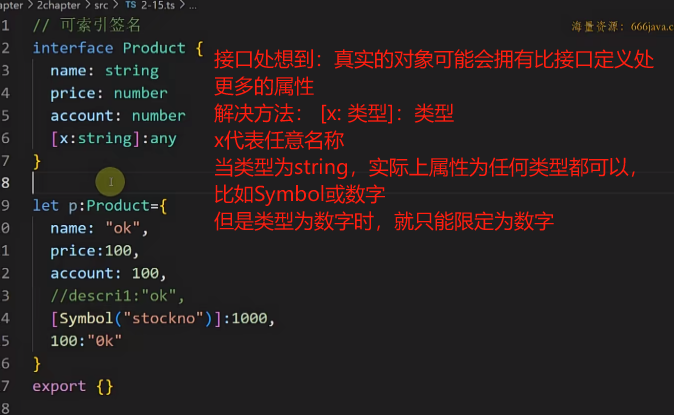 apter > 2chapter > src > TS 2-15.ts > ...
海量资源：666java.c
1 // 可索引签名
2 interface Product {
3 name: string
4 price: number
5 account: number
6 [x:string]:any
7 }
8
9 let p:Product={
0 name: "ok",
1 price:100,
2 account: 100,
3 //descri1:"ok",
4 [Symbol("stockno")]:1000,
5 100:"0k"
6 }
7 export {}
8
接口处想到：真实的对象可能会拥有比接口定义处
更多的属性
解决方法： [x: 类型]：类型
x代表任意名称
当类型为string，实际上属性为任何类型都可以，
比如Symbol或数字
但是类型为数字时，就只能限定为数字